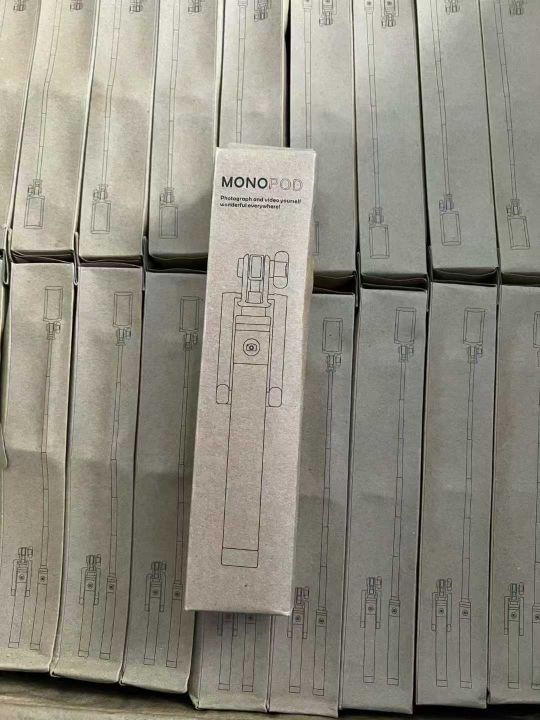 MONOPOD
Photograph and video yourself
wonderful everywhere!